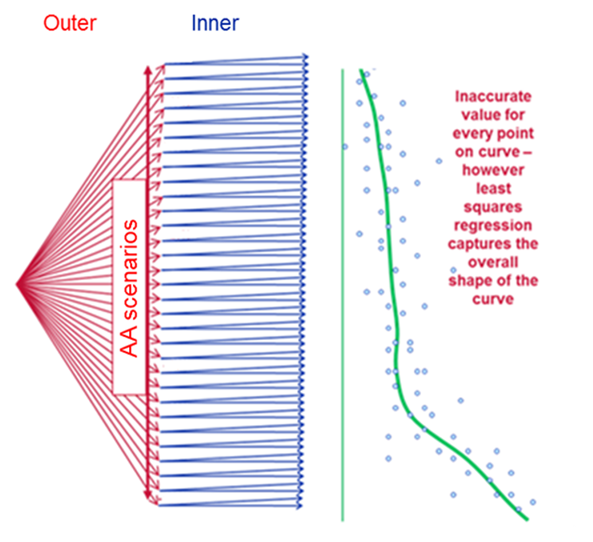 Outer
Inner
AA scenarios
Inaccurate
value for
every point
on curve –
however
least
squares
regression
captures the
overall
shape of the
curve